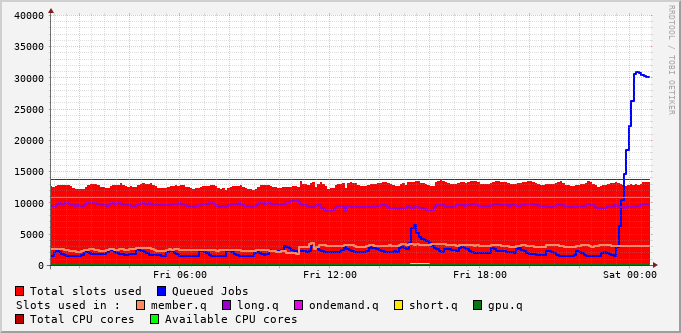 40000
35000
30000
25000
20000
15000
10000
5000
0
Fri 06:00 Fri 12:00 Fri 18:00 Sat 00:00
RRDTOOL / TOBI OETIKER
Total slots used Queued Jobs
Slots used in : member.q long.q ondemand.q short.q gpu.q
Total CPU cores Available CPU cores